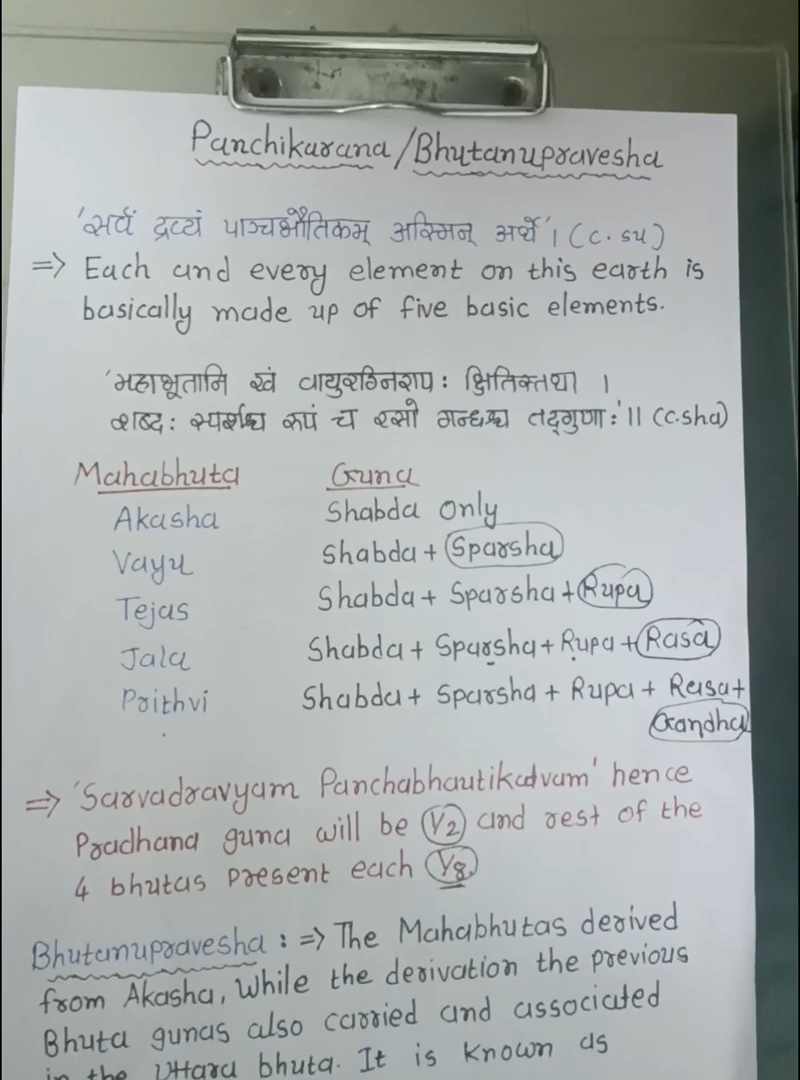 Panchikarana/Bhutanupravesha
'सर्वं द्रव्यं पाञ्चभौतिकम् अस्मिन् अर्थे'। (c.su)
=> Each and every element on this earth is
basically made up of five basic elements.
'महाभूतानि खं वायुरग्निरापः क्षितिस्तथा ।
शब्दः स्पर्शश्च रूपं च रसो गन्धश्च तद्गुणाः'॥ (c.sha)
Mahabhuta Guna
Akasha Shabda only
Vayu Shabda + Sparsha
Tejas Shabda + Sparsha + Rupa
Jala Shabda + Sparsha + Rupa + Rasa
Prithvi Shabda + Sparsha + Rupa + Rasa +
Gandha
=> 'Sarvadravyam Panchabhautikatvam' hence
Pradhana guna will be 1/2 and rest of the
4 bhutas present each 1/8.
Bhutanupravesha : => The Mahabhutas derived
from Akasha, While the derivation the previous
Bhuta gunas also carried and associated
in the Uttara bhuta. It is known as